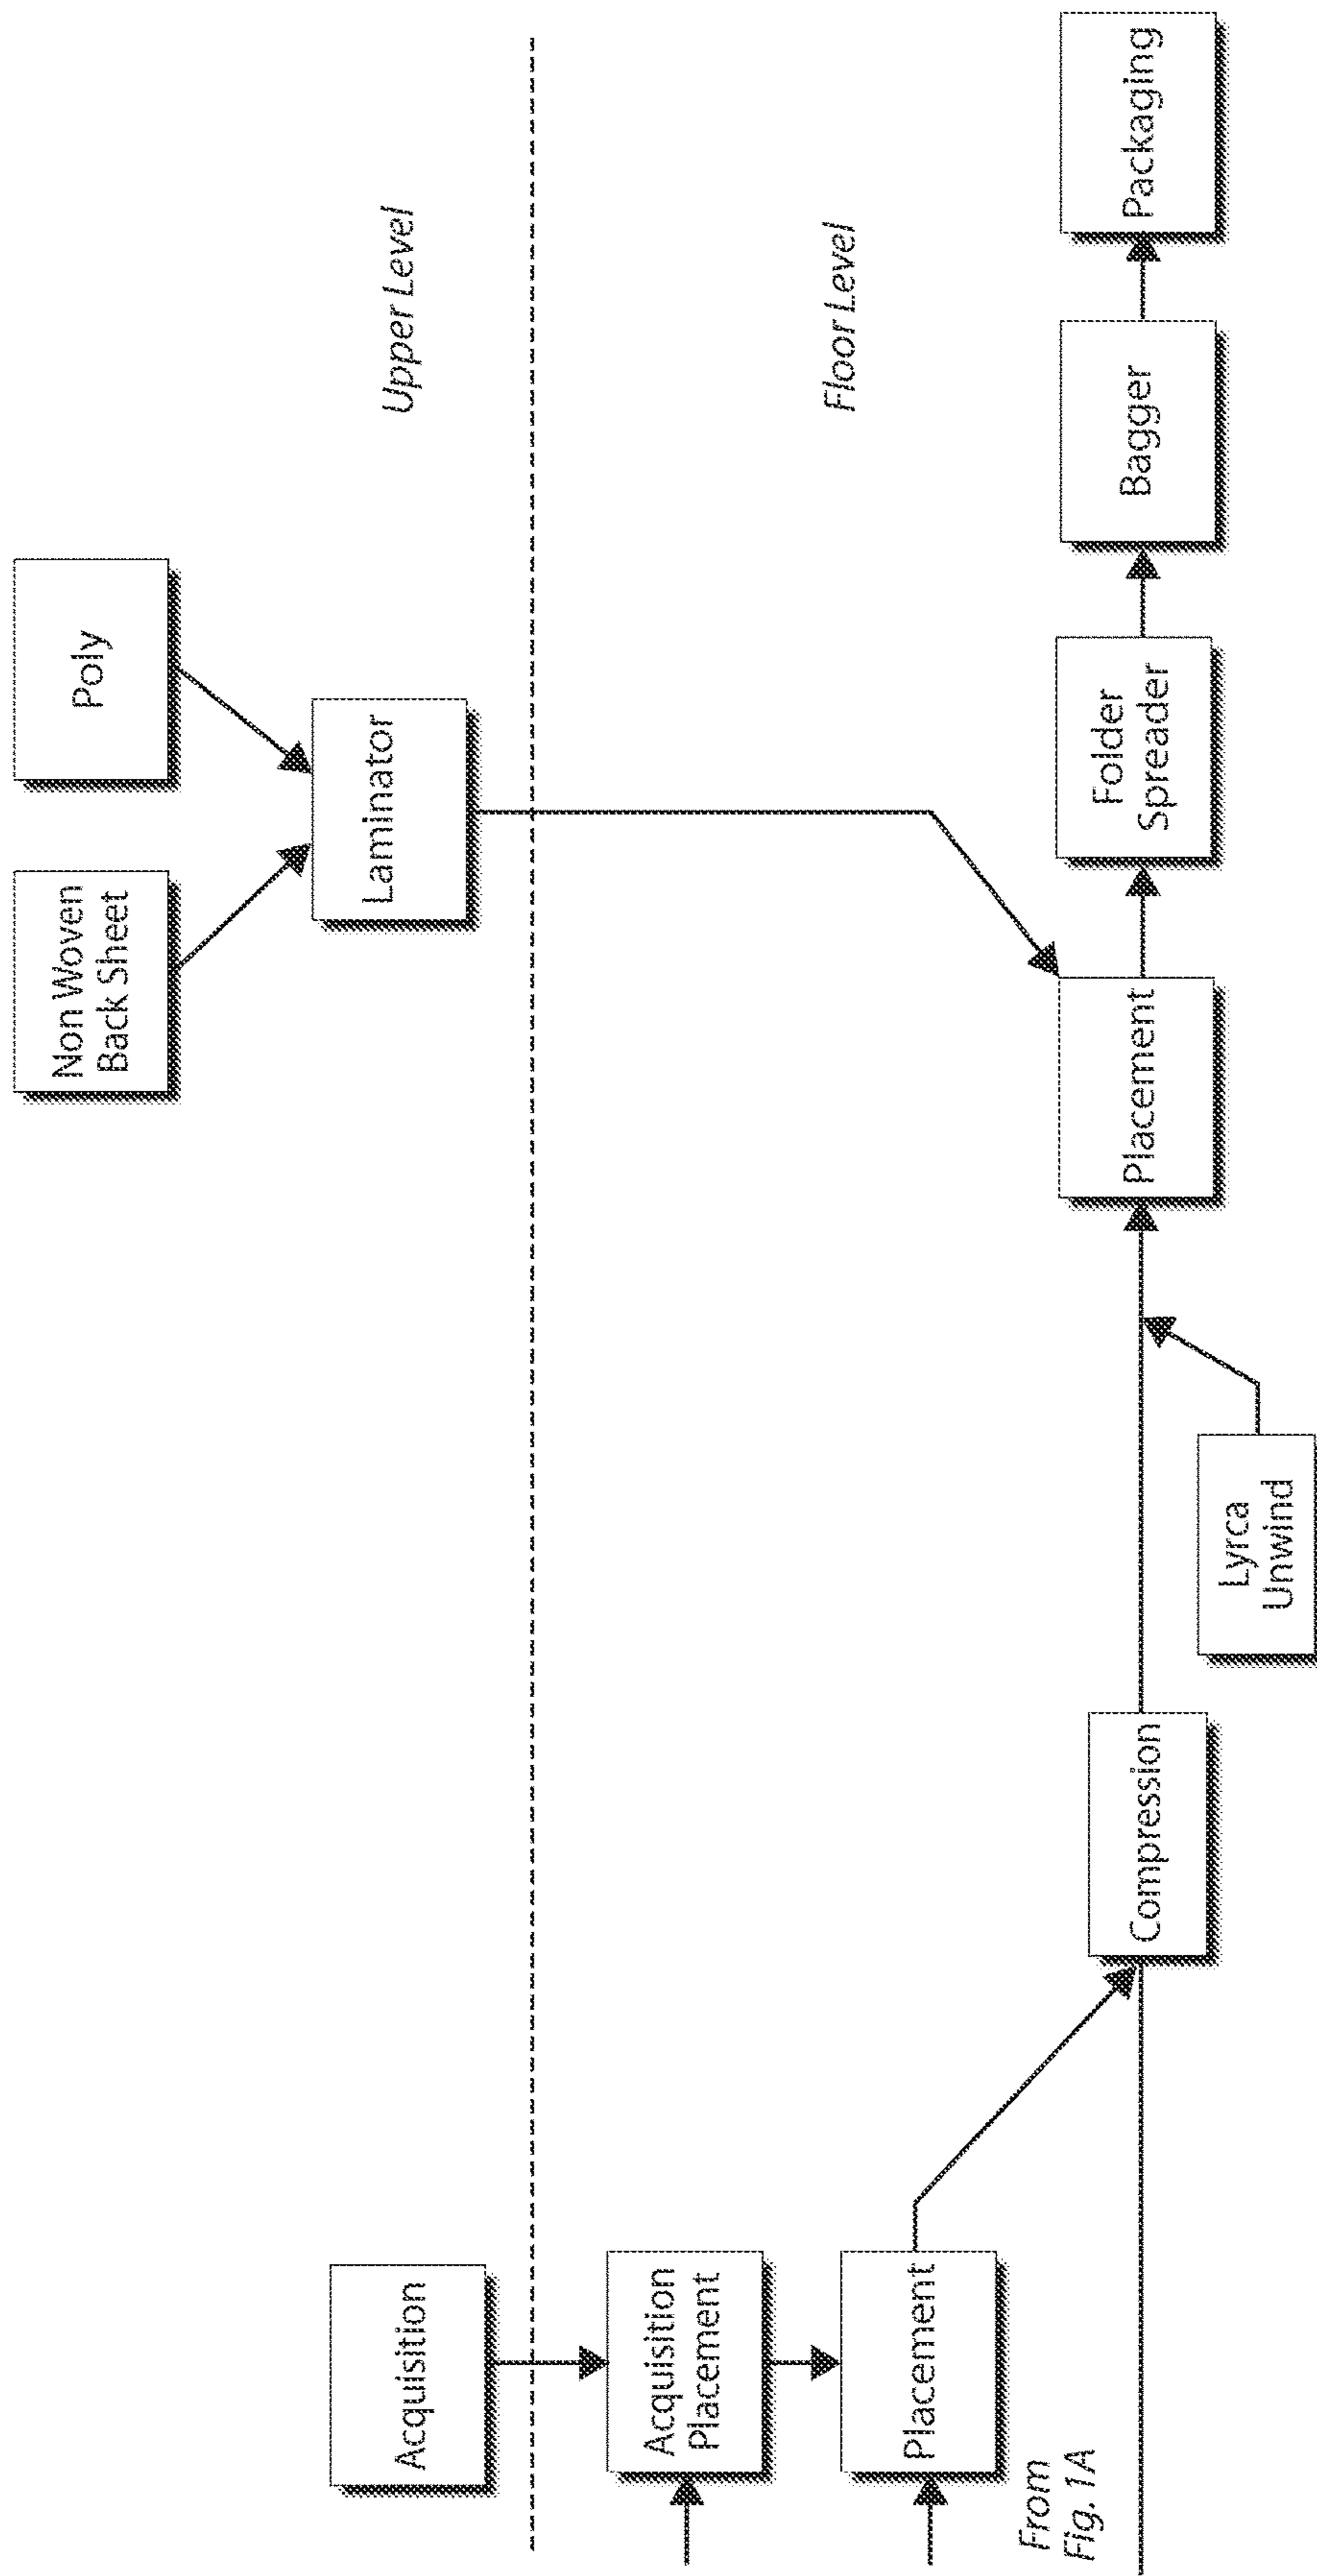 Non Woven
Back Sheet
Poly
Acquisition
Laminator
Upper Level
Acquisition
Placement
Floor Level
Placement
From
Fig. 1A
Compression
Placement
Folder
Spreader
Bagger
Packaging
Lyrca
Unwind